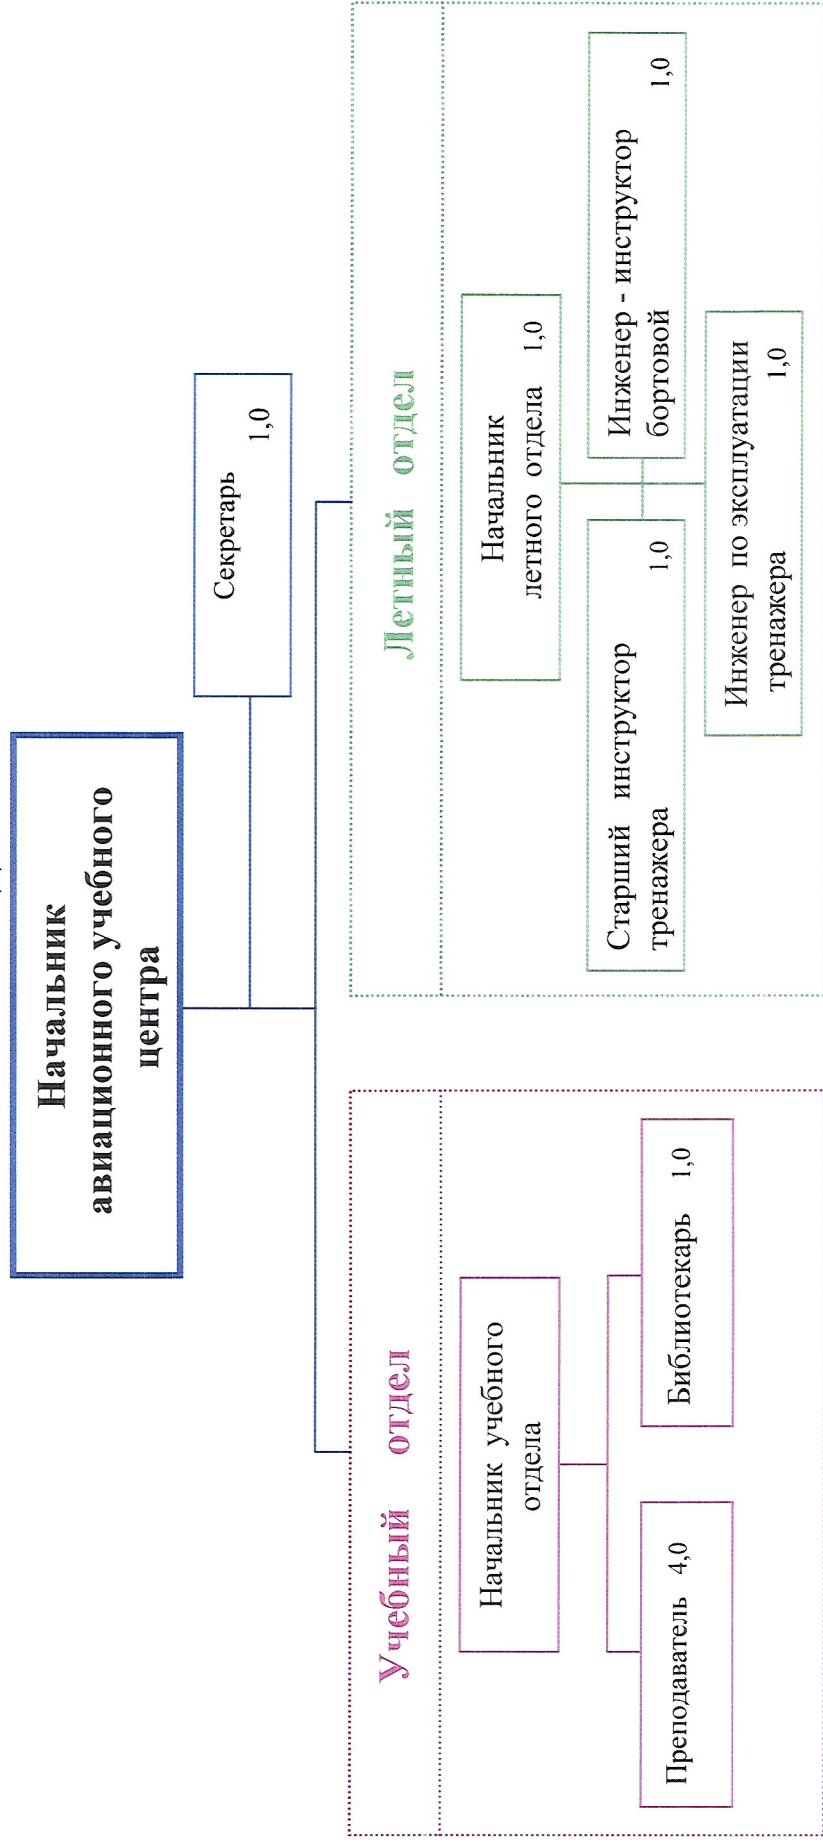 Начальник
авиационного учебного
центра
Секретарь
1,0
Учебный отдел
Начальник учебного
отдела
Преподаватель 4,0
Библиотекарь 1,0
Летный отдел
Начальник
летного отдела 1,0
Старший инструктор
тренажера 1,0
Инженер - инструктор
бортовой 1,0
Инженер по эксплуатации
тренажера 1,0